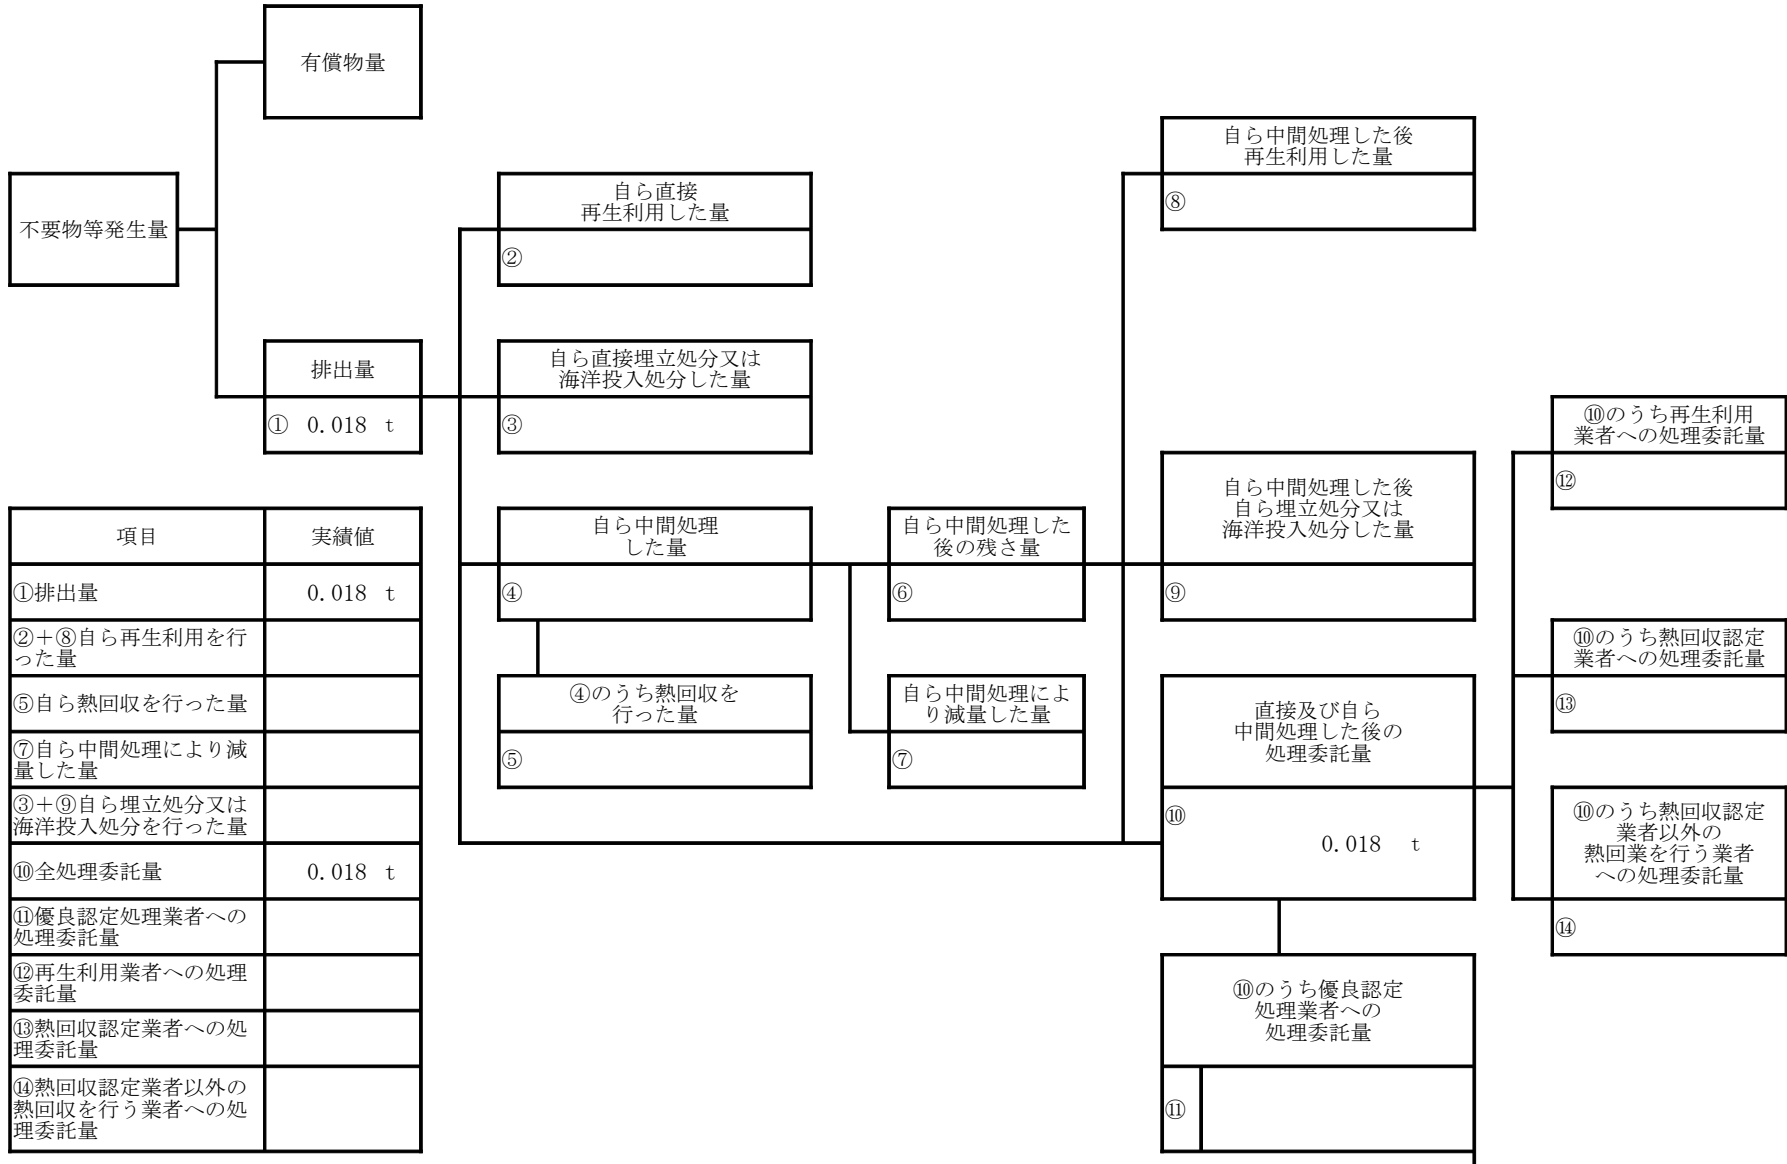 有償物量
不要物等発生量
排出量
① 0.018 t
自ら直接
再生利用した量
②
自ら直接埋立処分又は
海洋投入処分した量
③
自ら中間処理
した量
④
④のうち熱回収を
行った量
⑤
自ら中間処理した
後の残さ量
⑥
自ら中間処理によ
り減量した量
⑦
自ら中間処理した後
再生利用した量
⑧
自ら中間処理した後
自ら埋立処分又は
海洋投入処分した量
⑨
直接及び自ら
中間処理した後の
処理委託量
⑩
0.018 t
⑩のうち優良認定
処理業者への
処理委託量
⑪
⑩のうち再生利用
業者への処理委託量
⑫
⑩のうち熱回収認定
業者への処理委託量
⑬
⑩のうち熱回収認定
業者以外の
熱回業を行う業者
への処理委託量
⑭
項目 実績値
①排出量 0.018 t
②＋⑧自ら再生利用を行
った量
⑤自ら熱回収を行った量
⑦自ら中間処理により減
量した量
③＋⑨自ら埋立処分又は
海洋投入処分を行った量
⑩全処理委託量 0.018 t
⑪優良認定処理業者への
処理委託量
⑫再生利用業者への処理
委託量
⑬熱回収認定業者への処
理委託量
⑭熱回収認定業者以外の
熱回収を行う業者への処
理委託量